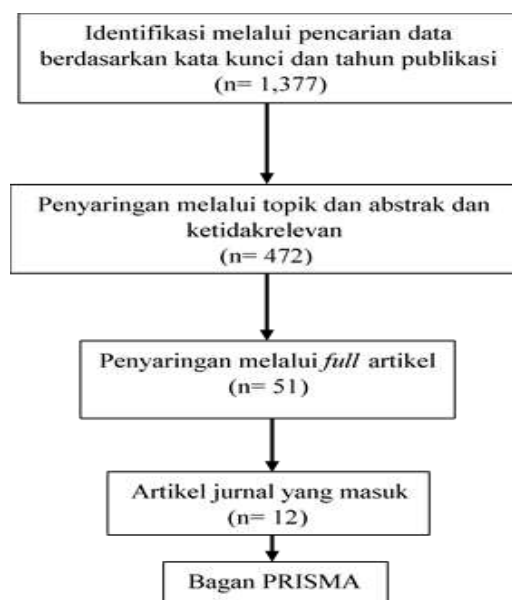 Identifikasi melalui pencarian data
berdasarkan kata kunci dan tahun publikasi
(n= 1,377)
Penyaringan melalui topik dan abstrak dan
ketidakrelevan
(n= 472)
Penyaringan melalui full artikel
(n= 51)
Artikel jurnal yang masuk
(n= 12)
Bagan PRISMA